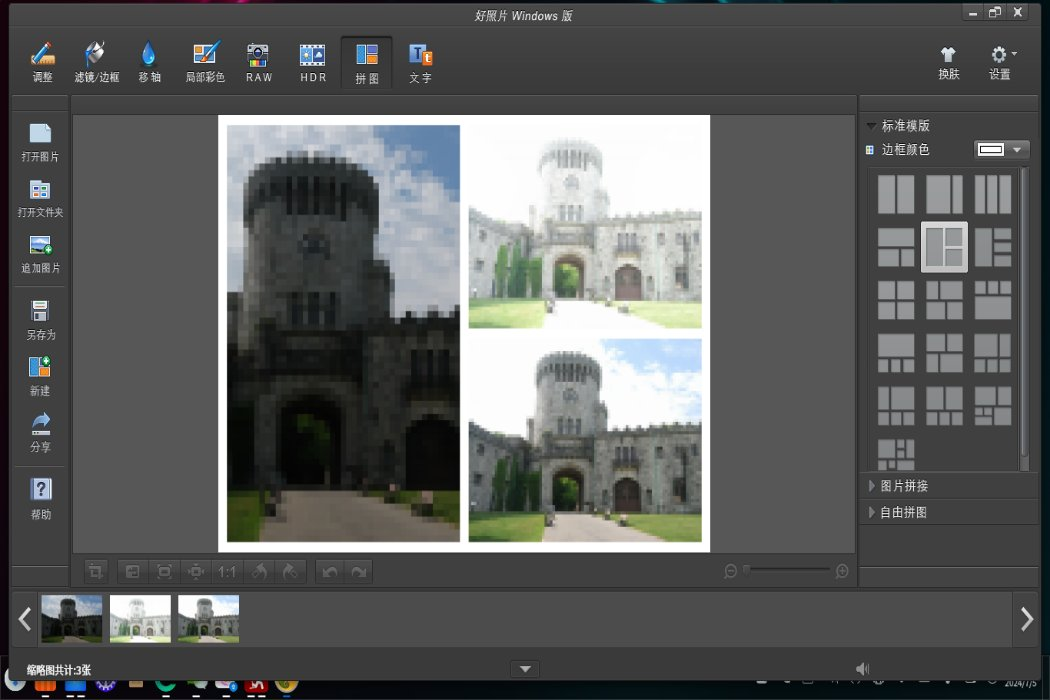 好照片 Windows 版
调整 滤镜/边框 移轴 局部彩色 RAW HDR 拼图 文字 换肤 设置
打开图片
打开文件夹
追加图片
另存为
新建
分享
帮助
标准模版
边框颜色
图片拼接
自由拼图
1:1
缩略图共计:3张
2024/7/5